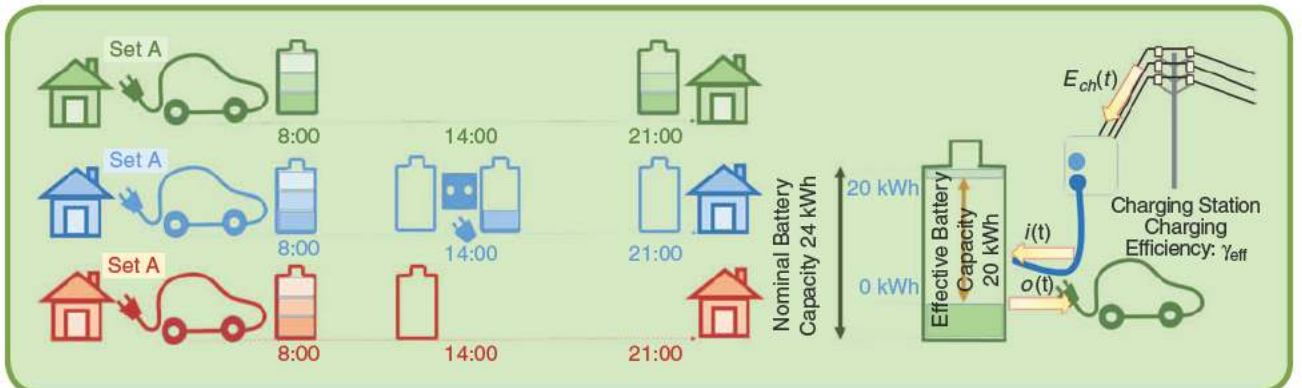 Set A
8:00
14:00
21:00
Set A
8:00
14:00
21:00
Set A
8:00
14:00
21:00
Nominal Battery
Capacity 24 kWh
20 kWh
0 kWh
Effective Battery
Capacity
20 kWh
E_ch(t)
i(t)
o(t)
Charging Station
Charging
Efficiency: γeff